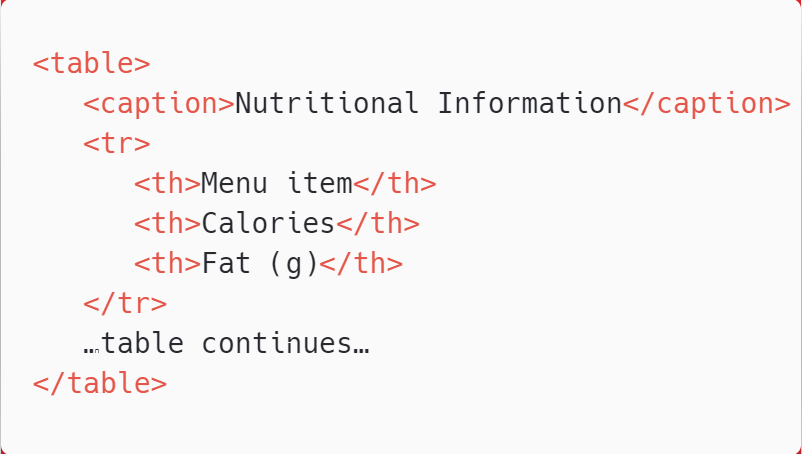 <table>
<caption>Nutritional Information</caption>
<tr>
<th>Menu item</th>
<th>Calories</th>
<th>Fat (g)</th>
</tr>
…table continues…
</table>